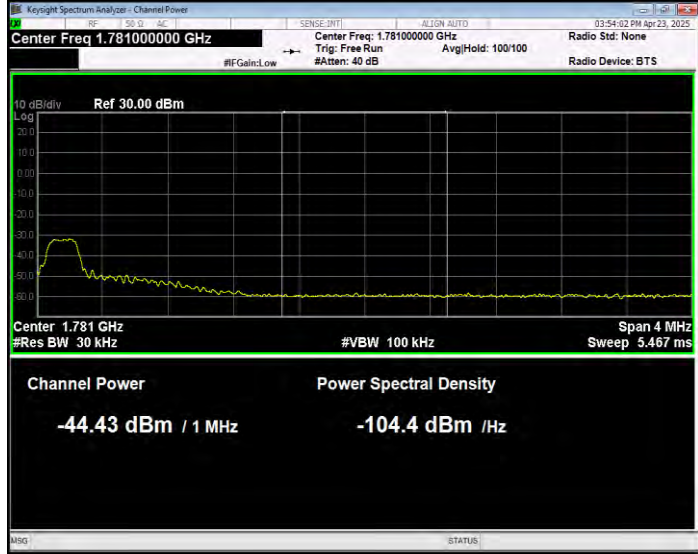 Keysight Spectrum Analyzer - Channel Power
RF 50 Ω AC SENSE:INT ALIGN AUTO 03:54:02 PM Apr 23, 2025
Center Freq 1.781000000 GHz Center Freq: 1.781000000 GHz Radio Std: None
Trig: Free Run Avg|Hold: 100/100
#IFGain:Low #Atten: 40 dB Radio Device: BTS
10 dB/div Ref 30.00 dBm
Log
20.0
10.0
0.00
-10.0
-20.0
-30.0
-40.0
-50.0
-60.0
Center 1.781 GHz Span 4 MHz
#Res BW 30 kHz #VBW 100 kHz Sweep 5.467 ms
Channel Power Power Spectral Density
-44.43 dBm / 1 MHz -104.4 dBm /Hz
MSG STATUS